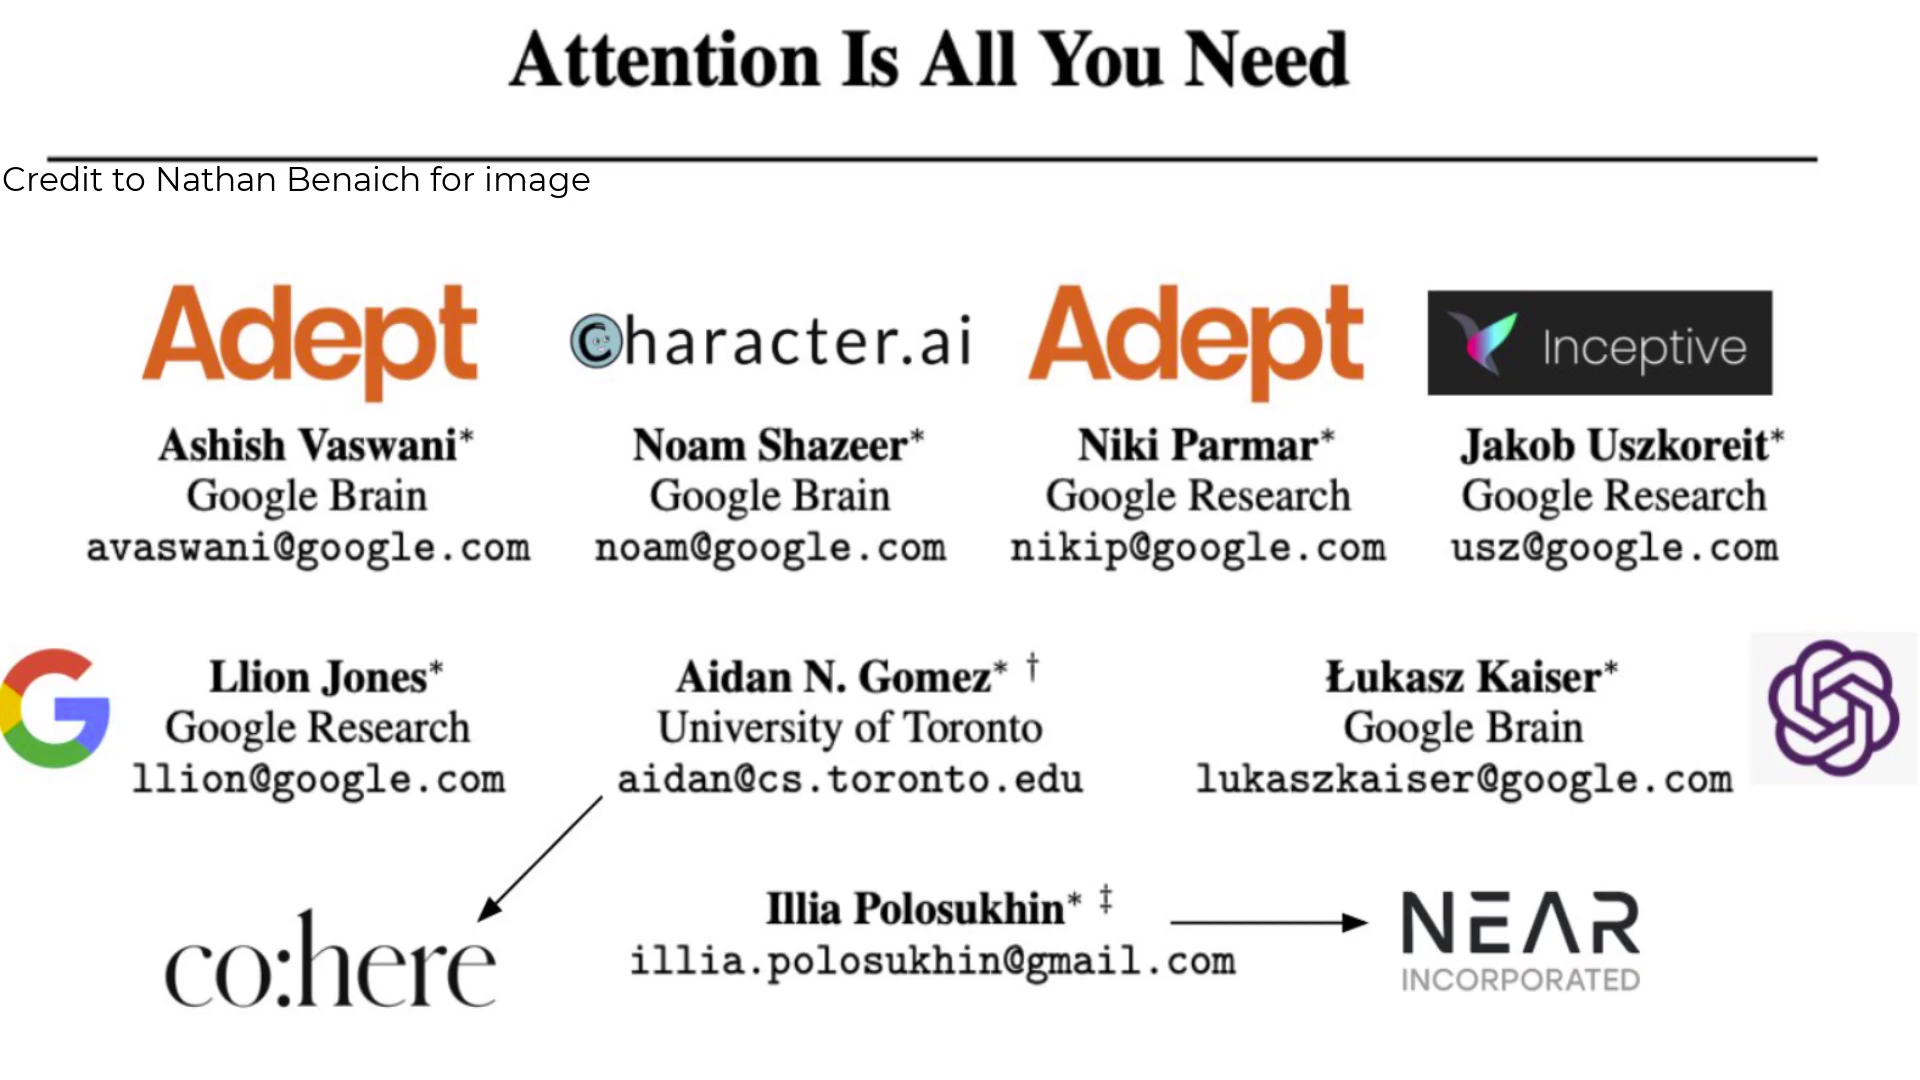 Attention Is All You Need
Credit to Nathan Benaich for image
Adept
character.ai
Adept
Inceptive
Ashish Vaswani*
Google Brain
avaswani@google.com
Noam Shazeer*
Google Brain
noam@google.com
Niki Parmar*
Google Research
nikip@google.com
Jakob Uszkoreit*
Google Research
usz@google.com
Llion Jones*
Google Research
llion@google.com
Aidan N. Gomez* †
University of Toronto
aidan@cs.toronto.edu
Łukasz Kaiser*
Google Brain
lukaszkaiser@google.com
co:here
Illia Polosukhin* ‡
illia.polosukhin@gmail.com
NEAR
INCORPORATED